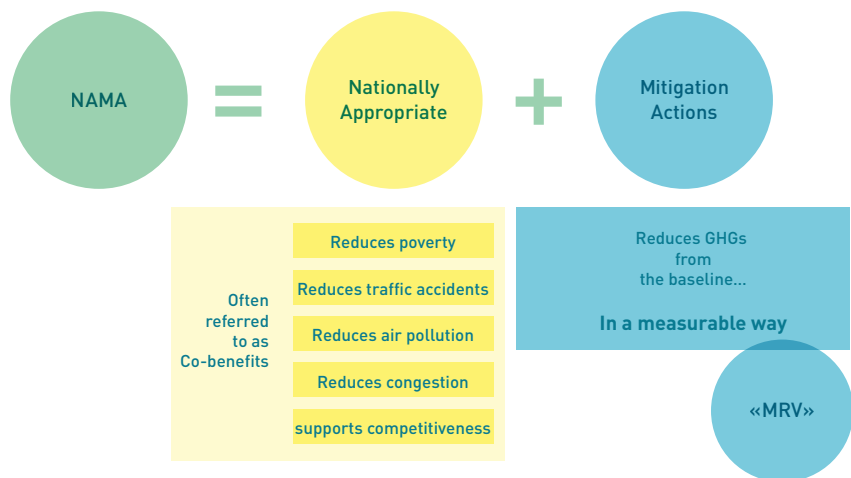 NAMA
=
Nationally
Appropriate
+
Mitigation
Actions
Often
referred
to as
Co-benefits
Reduces poverty
Reduces traffic accidents
Reduces air pollution
Reduces congestion
supports competitiveness
Reduces GHGs
from
the baseline...
In a measurable way
«MRV»